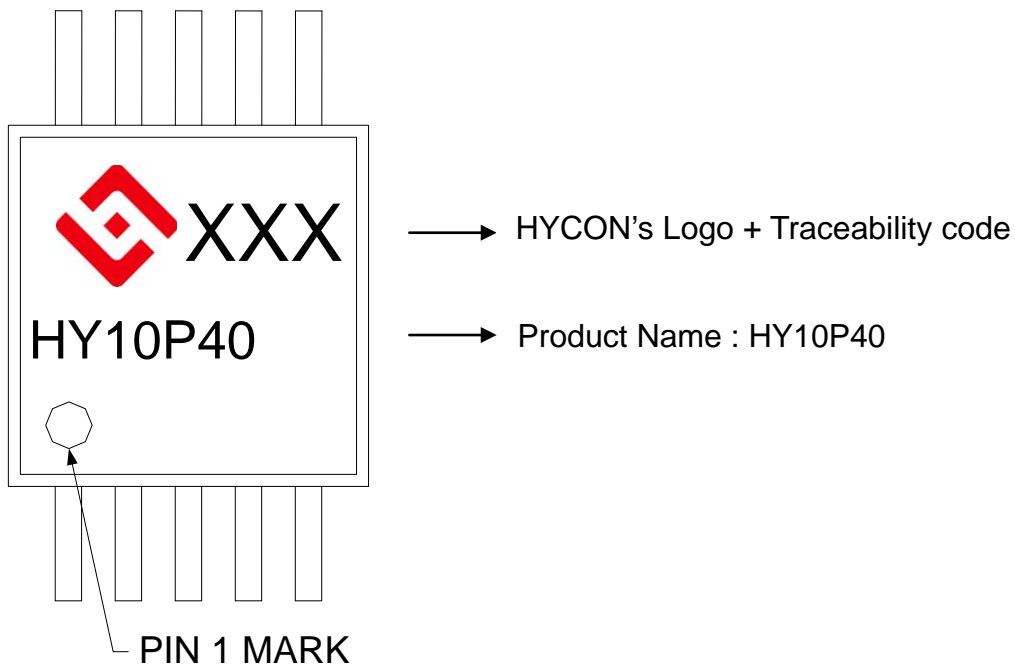 XXX
HYCON’s Logo + Traceability code
HY10P40
Product Name : HY10P40
PIN 1 MARK